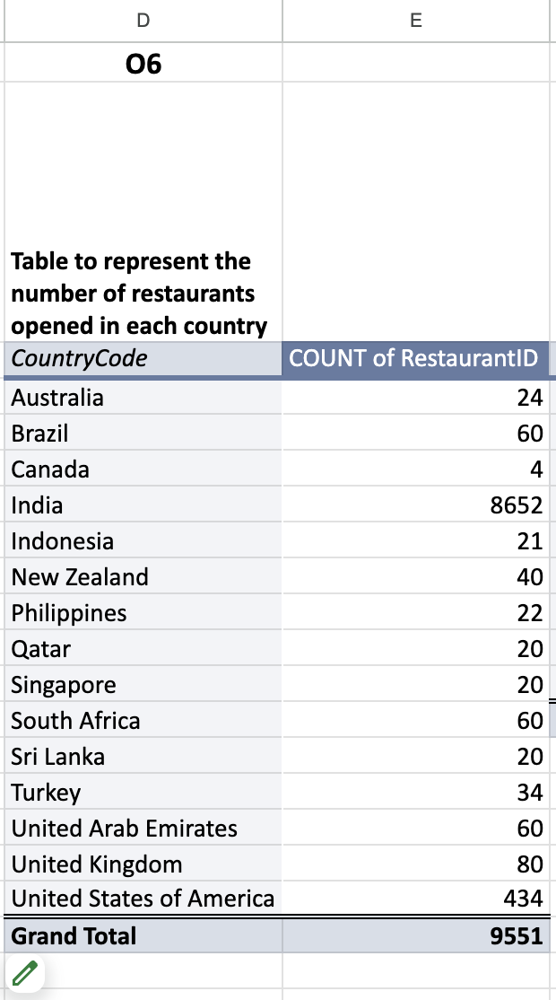 D E
O6
Table to represent the
number of restaurants
opened in each country
CountryCode COUNT of RestaurantID
Australia 24
Brazil 60
Canada 4
India 8652
Indonesia 21
New Zealand 40
Philippines 22
Qatar 20
Singapore 20
South Africa 60
Sri Lanka 20
Turkey 34
United Arab Emirates 60
United Kingdom 80
United States of America 434
Grand Total 9551